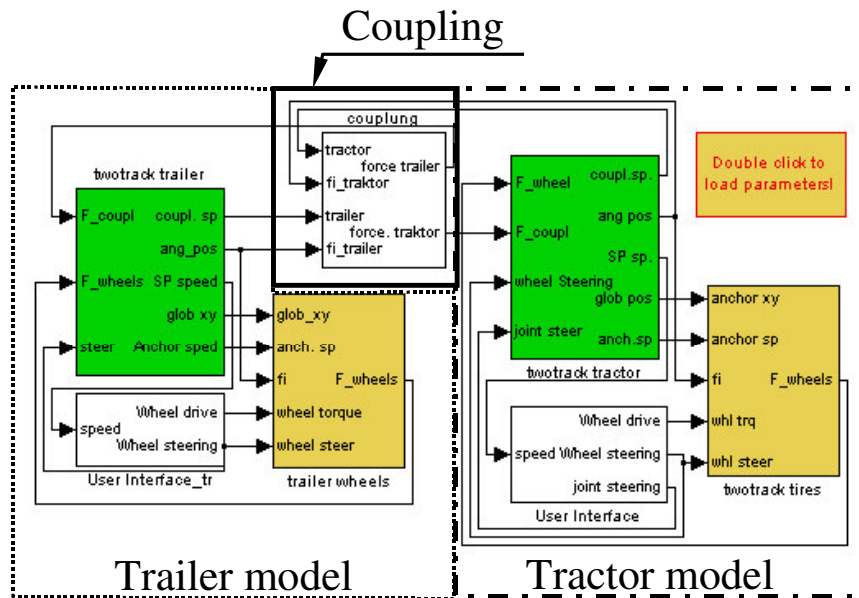 Coupling
couplung
tractor
force trailer
fi_traktor
trailer
force. traktor
fi_trailer
twotrack trailer
F_coupl coupl. sp
ang_pos
F_wheels SP speed
glob xy
steer Anchor sped
glob_xy
anch. sp
fi F_wheels
wheel torque
wheel steer
trailer wheels
Wheel drive
speed
Wheel steering
User Interface_tr
Trailer model
F_wheel coupl.sp.
ang pos
F_coupl
SP sp.
wheel Steering
glob pos
joint steer
anch.sp
twotrack tractor
Double click to
load parameters!
anchor xy
anchor sp
fi F_wheels
whl trq
whl steer
twotrack tires
Wheel drive
speed Wheel steering
joint steering
User Interface
Tractor model